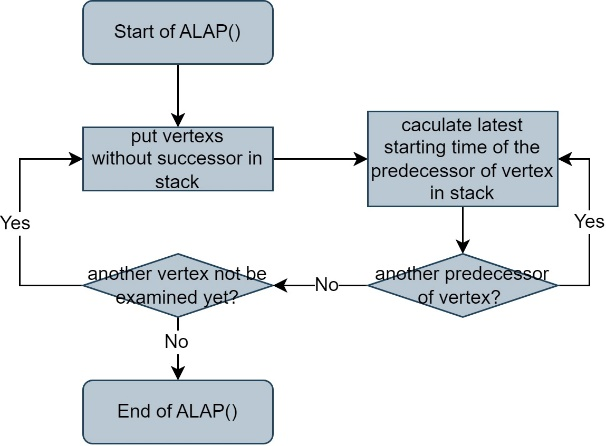 Start of ALAP()
put vertexs
without successor in
stack
caculate latest
starting time of the
predecessor of vertex
in stack
Yes
Yes
another vertex not be
examined yet?
No
another predecessor
of vertex?
No
End of ALAP()